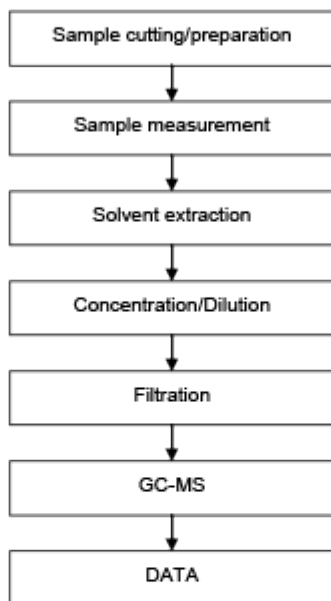 Sample cutting/preparation
Sample measurement
Solvent extraction
Concentration/Dilution
Filtration
GC-MS
DATA